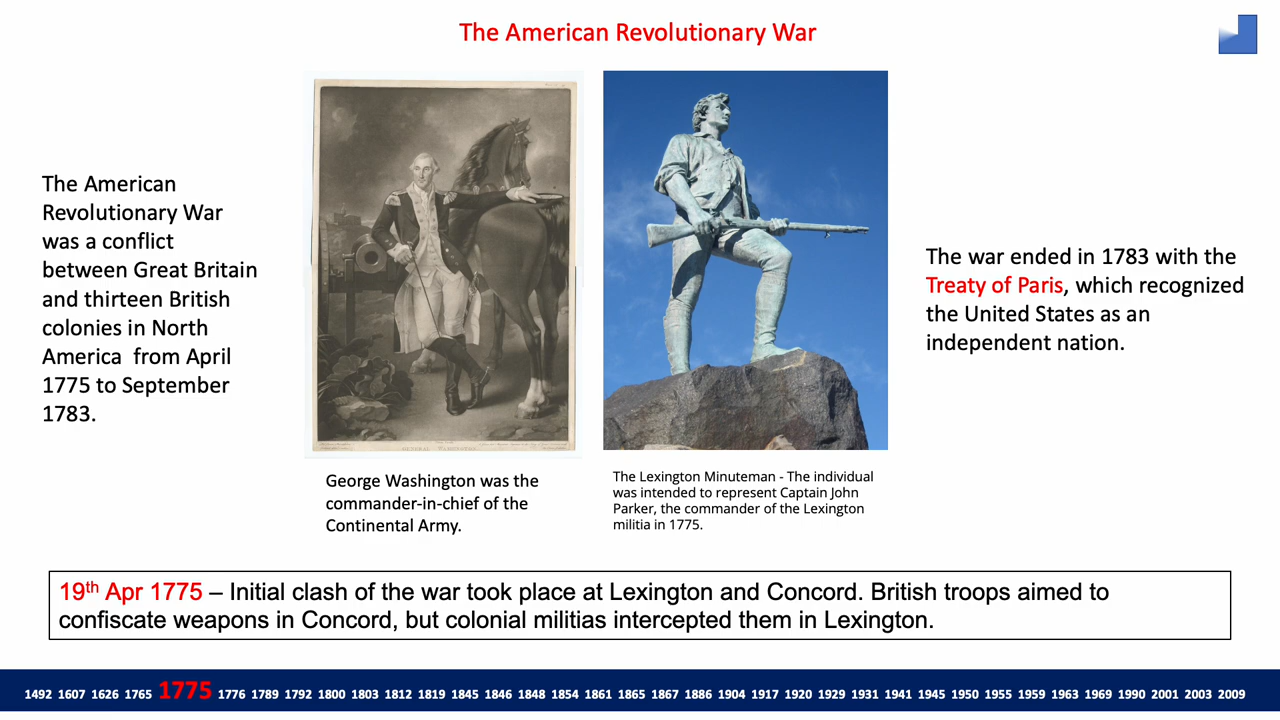 The American Revolutionary War
The American
Revolutionary War
was a conflict
between Great Britain
and thirteen British
colonies in North
America from April
1775 to September
1783.
George Washington was the
commander-in-chief of the
Continental Army.
The Lexington Minuteman - The individual
was intended to represent Captain John
Parker, the commander of the Lexington
militia in 1775.
The war ended in 1783 with the
Treaty of Paris, which recognized
the United States as an
independent nation.
19th Apr 1775 – Initial clash of the war took place at Lexington and Concord. British troops aimed to
confiscate weapons in Concord, but colonial militias intercepted them in Lexington.
1492 1607 1626 1765 1775 1776 1789 1792 1800 1803 1812 1819 1845 1846 1848 1854 1861 1865 1867 1886 1904 1917 1920 1929 1931 1941 1945 1950 1955 1959 1963 1969 1990 2001 2003 2009